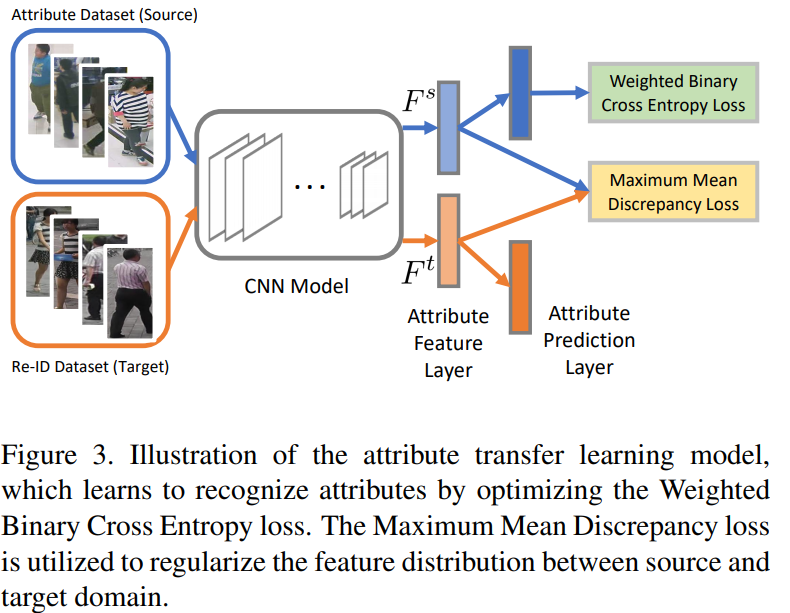 Attribute Dataset (Source)
F^s
Weighted Binary
Cross Entropy Loss
Maximum Mean
Discrepancy Loss
CNN Model
F^t
Attribute
Feature
Layer
Attribute
Prediction
Layer
Re-ID Dataset (Target)
Figure 3. Illustration of the attribute transfer learning model,
which learns to recognize attributes by optimizing the Weighted
Binary Cross Entropy loss. The Maximum Mean Discrepancy loss
is utilized to regularize the feature distribution between source and
target domain.